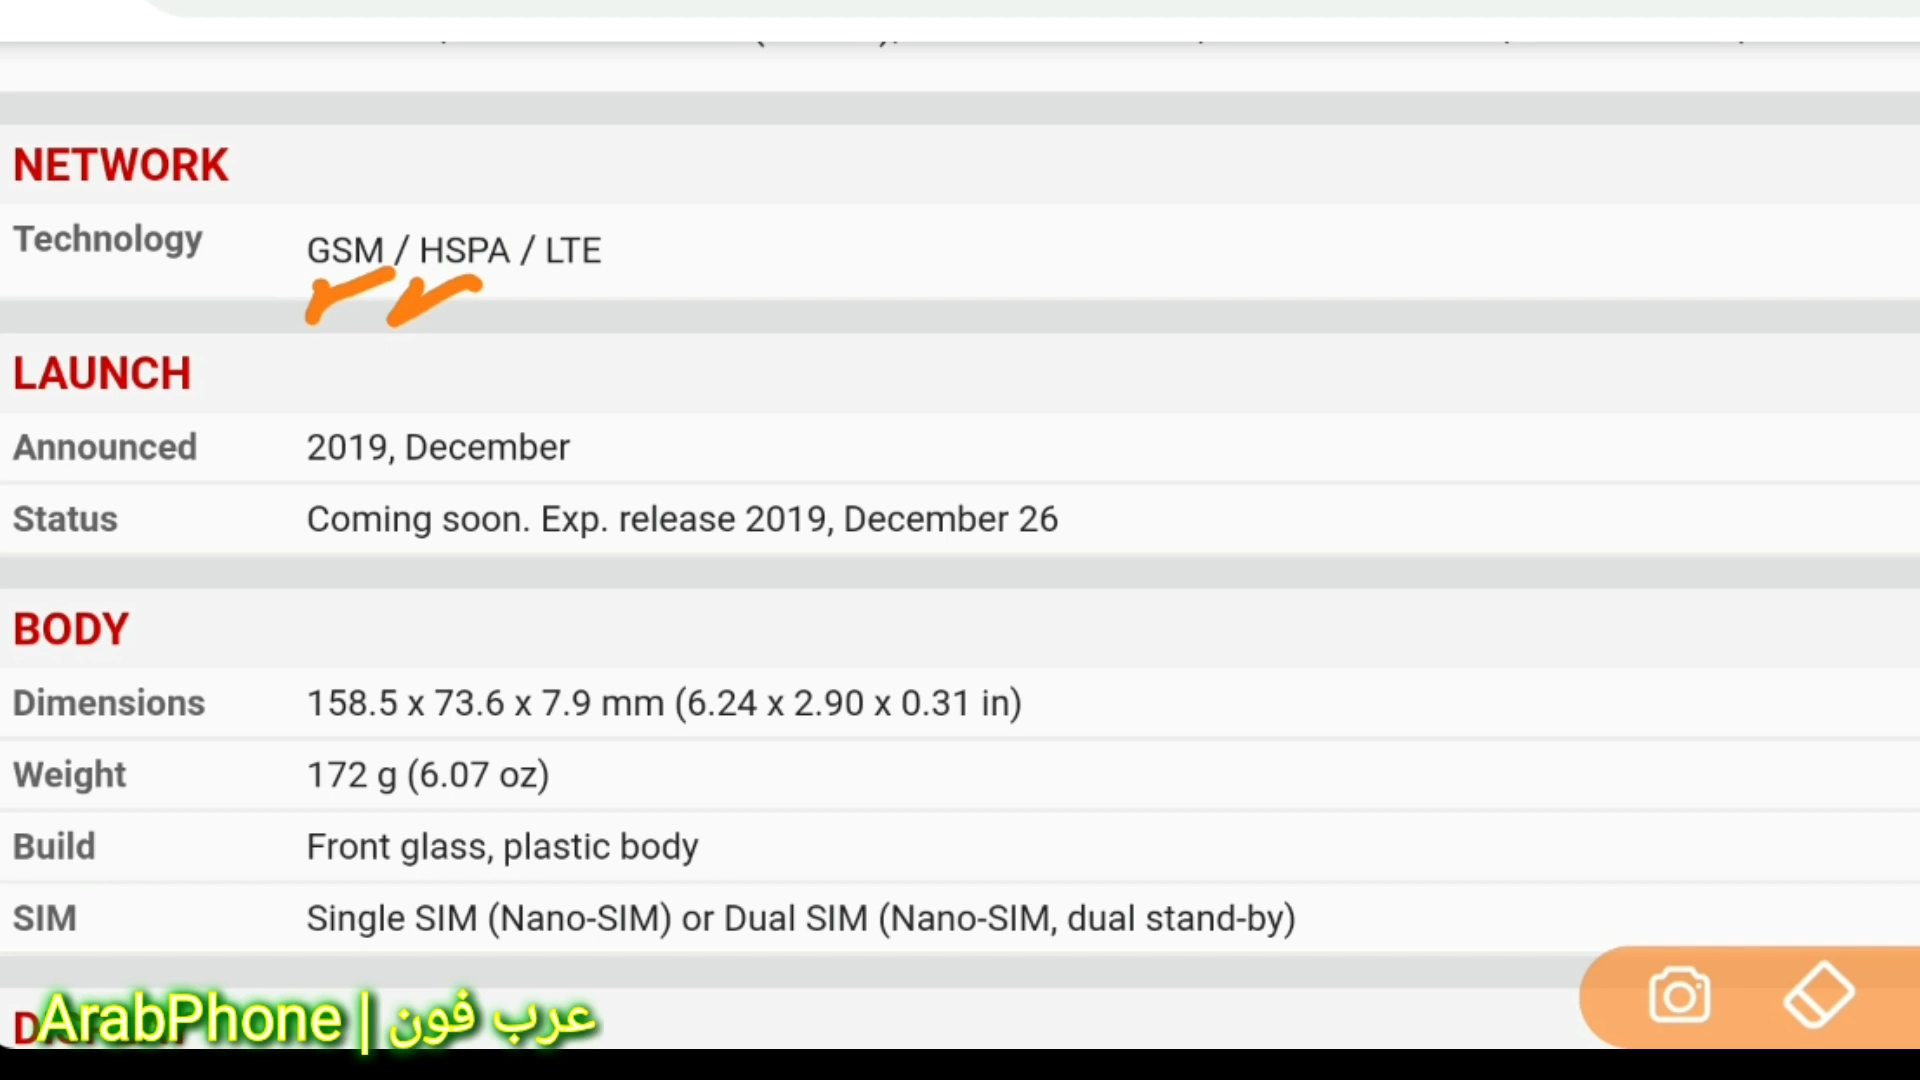 NETWORK
Technology GSM / HSPA / LTE
LAUNCH
Announced 2019, December
Status Coming soon. Exp. release 2019, December 26
BODY
Dimensions 158.5 x 73.6 x 7.9 mm (6.24 x 2.90 x 0.31 in)
Weight 172 g (6.07 oz)
Build Front glass, plastic body
SIM Single SIM (Nano-SIM) or Dual SIM (Nano-SIM, dual stand-by)
ArabPhone | عرب فون